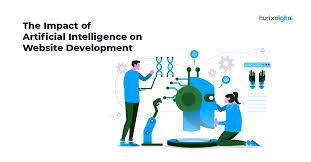 The Impact of
Artificial Intelligence on
Website Development
hurixdigital